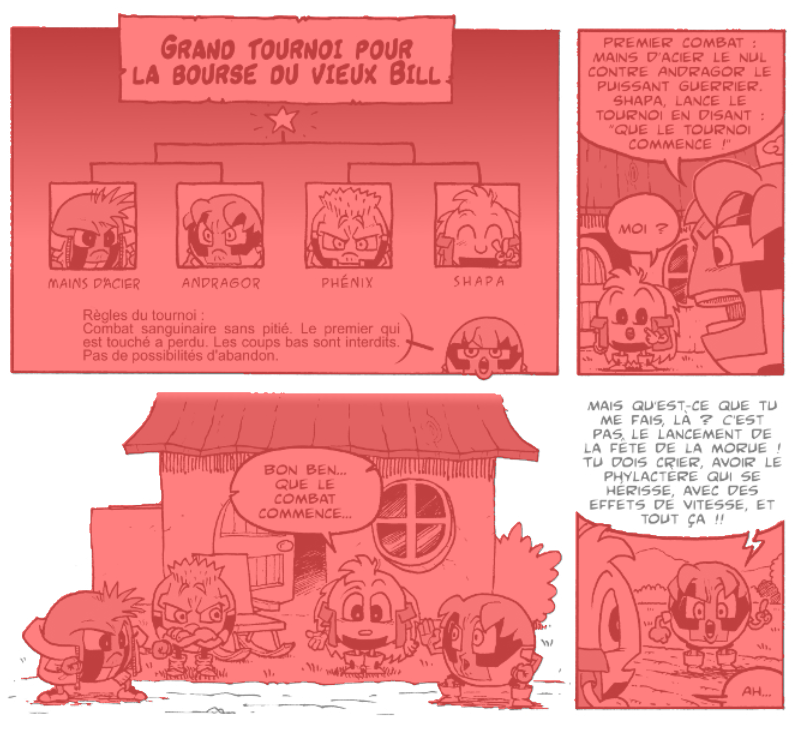 GRAND TOURNOI POUR
LA BOURSE DU VIEUX BILL.
MAINS D'ACIER
ANDRAGOR
PHÉNIX
SHAPA
Règles du tournoi :
Combat sanguinaire sans pitié. Le premier qui
est touché a perdu. Les coups bas sont interdits.
Pas de possibilités d'abandon.
PREMIER COMBAT :
MAINS D'ACIER LE NUL
CONTRE ANDRAGOR LE
PUISSANT GUERRIER.
SHAPA, LANCE LE
TOURNOI EN DISANT :
"QUE LE TOURNOI
COMMENCE !"
MOI ?
BON BEN...
QUE LE
COMBAT
COMMENCE...
MAIS QU'EST-CE QUE TU
ME FAIS, LÀ ? C'EST
PAS LE LANCEMENT DE
LA FÊTE DE LA MORUE !
TU DOIS CRIER, AVOIR LE
PHYLACTÈRE QUI SE
HÉRISSE, AVEC DES
EFFETS DE VITESSE, ET
TOUT ÇA !!
AH...